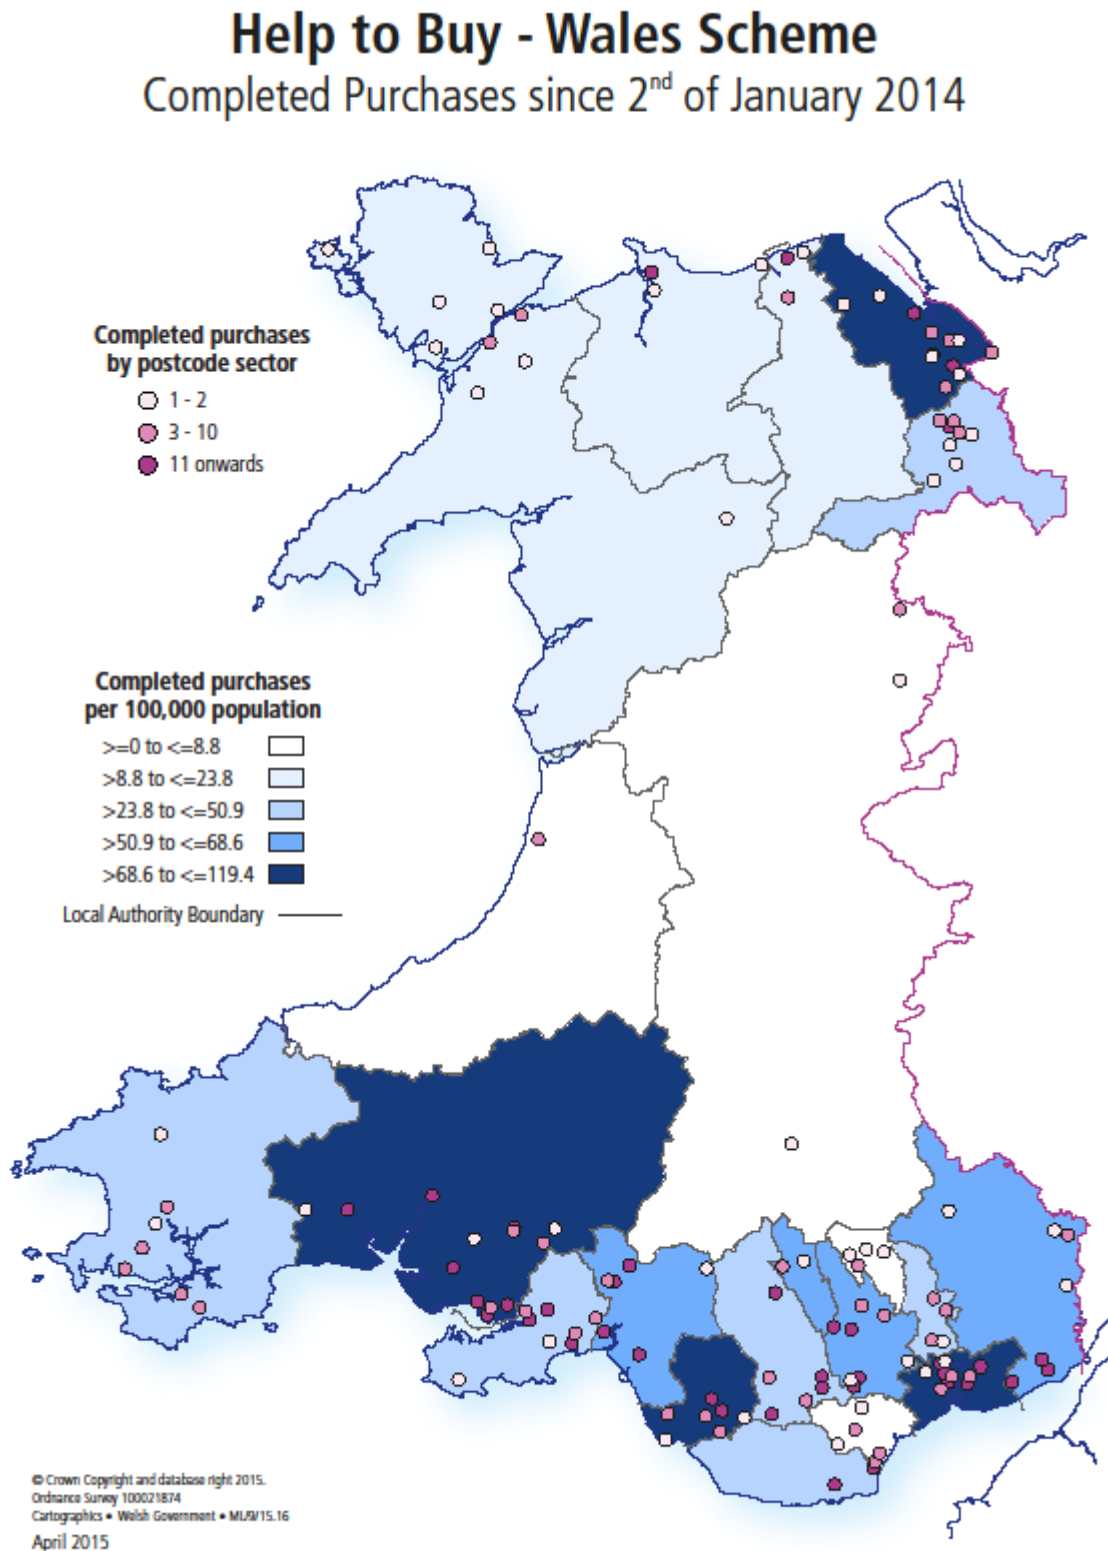 Help to Buy - Wales Scheme
Completed Purchases since 2nd of January 2014
Completed purchases
by postcode sector
1 - 2
3 - 10
11 onwards
Completed purchases
per 100,000 population
>=0 to <=8.8
>8.8 to <=23.8
>23.8 to <=50.9
>50.9 to <=68.6
>68.6 to <=119.4
Local Authority Boundary
© Crown Copyright and database right 2015.
Ordnance Survey 100021874
Cartographics • Welsh Government • ML/9/15.16
April 2015